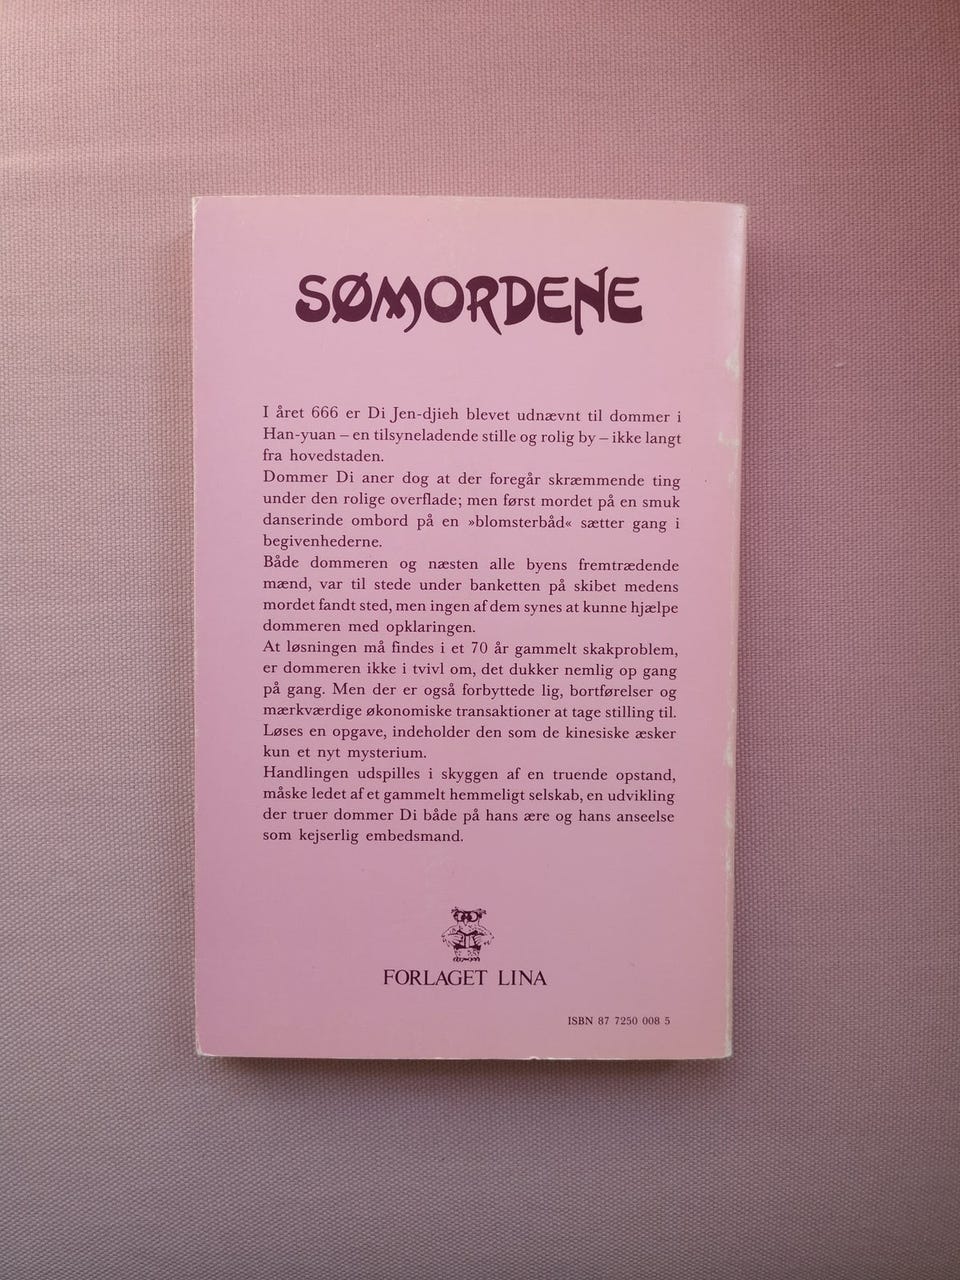 SØMORDENE
I året 666 er Di Jen-djieh blevet udnævnt til dommer i
Han-yuan – en tilsyneladende stille og rolig by – ikke langt
fra hovedstaden.
Dommer Di aner dog at der foregår skræmmende ting
under den rolige overflade; men først mordet på en smuk
danserinde ombord på en »blomsterbåd« sætter gang i
begivenhederne.
Både dommeren og næsten alle byens fremtrædende
mænd, var til stede under banketten på skibet medens
mordet fandt sted, men ingen af dem synes at kunne hjælpe
dommeren med opklaringen.
At løsningen må findes i et 70 år gammelt skakproblem,
er dommeren ikke i tvivl om, det dukker nemlig op gang
på gang. Men der er også forbyttede lig, bortførelser og
mærkværdige økonomiske transaktioner at tage stilling til.
Løses en opgave, indeholder den som de kinesiske æsker
kun et nyt mysterium.
Handlingen udspilles i skyggen af en truende opstand,
måske ledet af et gammelt hemmeligt selskab, en udvikling
der truer dommer Di både på hans ære og hans anseelse
som kejserlig embedsmand.
FORLAGET LINA
ISBN 87 7250 008 5